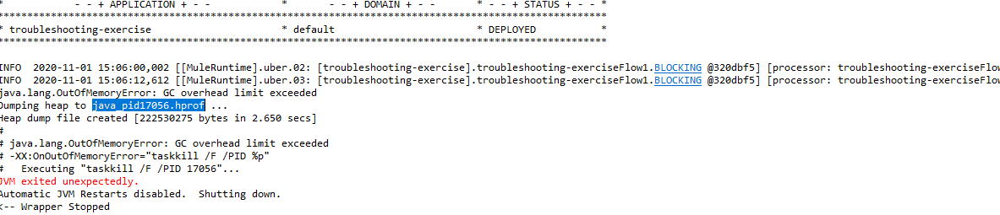 *           - - + APPLICATION + - -          *       - - + DOMAIN + - -       * - - + STATUS + - - *
*******************************************************************************************************
* troubleshooting-exercise                      * default                        * DEPLOYED           *
*******************************************************************************************************
INFO  2020-11-01 15:06:00,002 [[MuleRuntime].uber.02: [troubleshooting-exercise].troubleshooting-exerciseFlow1.BLOCKING @320dbf5] [processor: troubleshooting-exerciseFlow
INFO  2020-11-01 15:06:12,612 [[MuleRuntime].uber.03: [troubleshooting-exercise].troubleshooting-exerciseFlow1.BLOCKING @320dbf5] [processor: troubleshooting-exerciseFlow
java.lang.OutOfMemoryError: GC overhead limit exceeded
Dumping heap to java_pid17056.hprof ...
Heap dump file created [222530275 bytes in 2.650 secs]
#
# java.lang.OutOfMemoryError: GC overhead limit exceeded
# -XX:OnOutOfMemoryError="taskkill /F /PID %p"
#   Executing "taskkill /F /PID 17056"...
JVM exited unexpectedly.
Automatic JVM Restarts disabled.  Shutting down.
<-- Wrapper Stopped